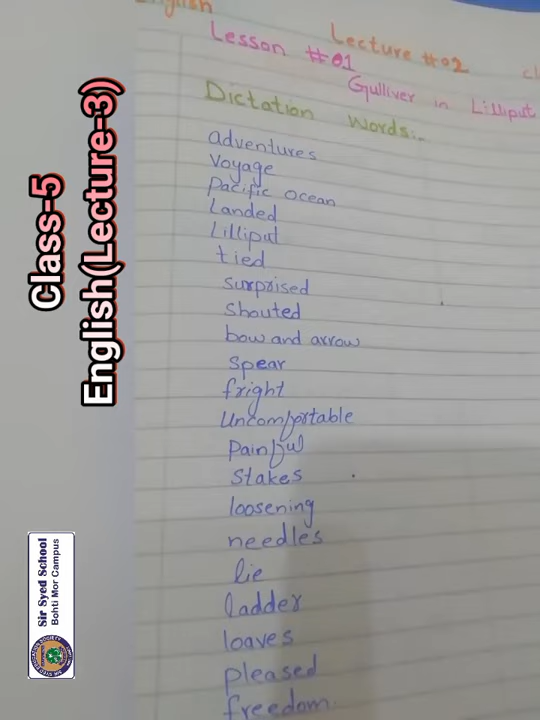 English
Lecture #02
Lesson #01
Gulliver in Lilliput
Dictation Words:-
adventures
Voyage
Pacific Ocean
Landed
Lilliput
tied
surprised
shouted
bow and arrow
Spear
fright
Uncomfortable
Painful
Stakes
loosening
needles
lie
ladder
loaves
pleased
freedom
Class-5
English(Lecture-3)
Sir Syed School
Bohti Mor Campus